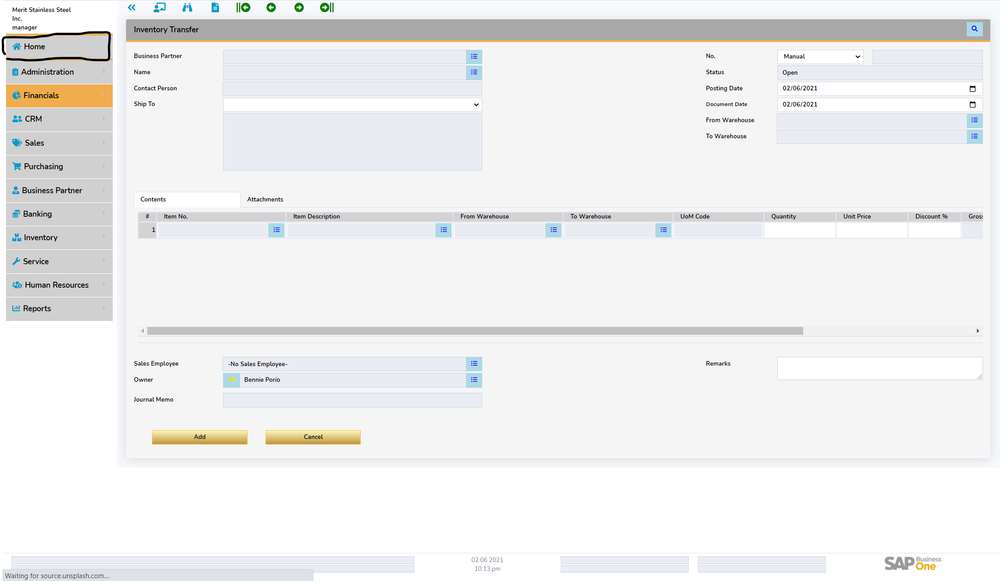 Merit Stainless Steel
Inc.
manager
Home
Administration
Financials
CRM
Sales
Purchasing
Business Partner
Banking
Inventory
Service
Human Resources
Reports
Inventory Transfer
Business Partner
Name
Contact Person
Ship To
No. Manual
Status Open
Posting Date 02/06/2021
Document Date 02/06/2021
From Warehouse
To Warehouse
Contents Attachments
# Item No. Item Description From Warehouse To Warehouse UoM Code Quantity Unit Price Discount % Gros
1
Sales Employee -No Sales Employee-
Owner Bennie Porio
Journal Memo
Remarks
Add Cancel
02.06.2021
10:13:pm
SAP Business One
Waiting for source.unsplash.com...